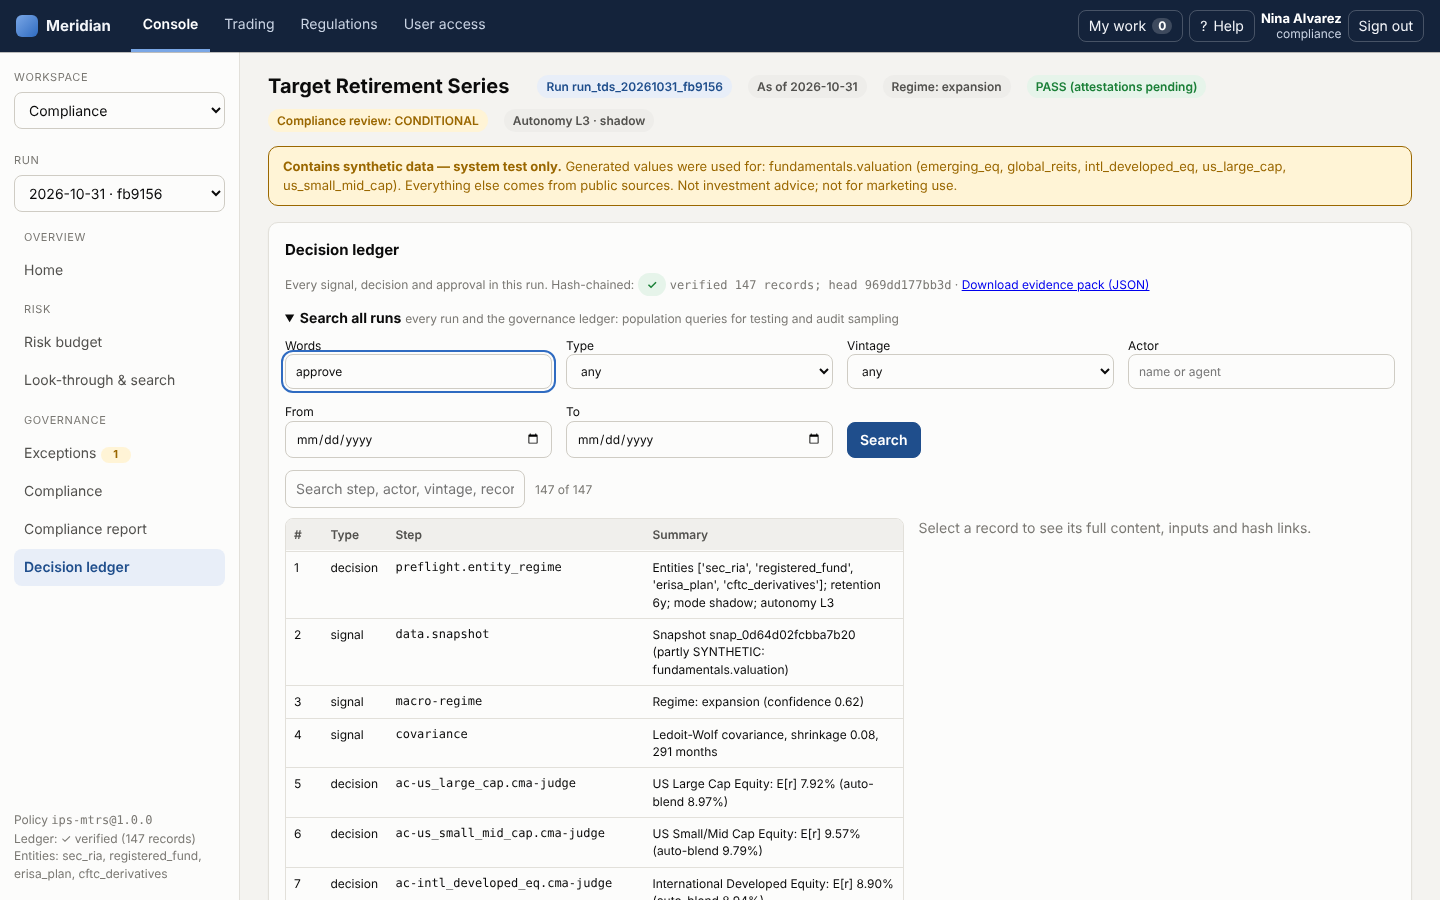 Meridian
Console
Trading
Regulations
User access
My work 0
? Help
Nina Alvarez
compliance
Sign out
WORKSPACE
Compliance
RUN
2026-10-31 · fb9156
OVERVIEW
Home
RISK
Risk budget
Look-through & search
GOVERNANCE
Exceptions 1
Compliance
Compliance report
Decision ledger
Policy ips-mtrs@1.0.0
Ledger: ✓ verified (147 records)
Entities: sec_ria, registered_fund,
erisa_plan, cftc_derivatives
Target Retirement Series
Run run_tds_20261031_fb9156
As of 2026-10-31
Regime: expansion
PASS (attestations pending)
Compliance review: CONDITIONAL
Autonomy L3 · shadow
Contains synthetic data — system test only. Generated values were used for: fundamentals.valuation (emerging_eq, global_reits, intl_developed_eq, us_large_cap,
us_small_mid_cap). Everything else comes from public sources. Not investment advice; not for marketing use.
Decision ledger
Every signal, decision and approval in this run. Hash-chained: ✓ verified 147 records; head 969dd177bb3d · Download evidence pack (JSON)
▼ Search all runs every run and the governance ledger: population queries for testing and audit sampling
Words
Type
Vintage
Actor
approve
any
any
name or agent
From
To
mm/dd/yyyy
mm/dd/yyyy
Search
Search step, actor, vintage, recor
147 of 147
# Type Step Summary
1 decision preflight.entity_regime Entities ['sec_ria', 'registered_fund',
'erisa_plan', 'cftc_derivatives']; retention
6y; mode shadow; autonomy L3
2 signal data.snapshot Snapshot snap_0d64d02fcbba7b20
(partly SYNTHETIC:
fundamentals.valuation)
3 signal macro-regime Regime: expansion (confidence 0.62)
4 signal covariance Ledoit-Wolf covariance, shrinkage 0.08,
291 months
5 decision ac-us_large_cap.cma-judge US Large Cap Equity: E[r] 7.92% (auto-
blend 8.97%)
6 decision ac-us_small_mid_cap.cma-judge US Small/Mid Cap Equity: E[r] 9.57%
(auto-blend 9.79%)
7 decision ac-intl_developed_eq.cma-judge International Developed Equity: E[r] 8.90%
(auto-blend 8.94%)
Select a record to see its full content, inputs and hash links.